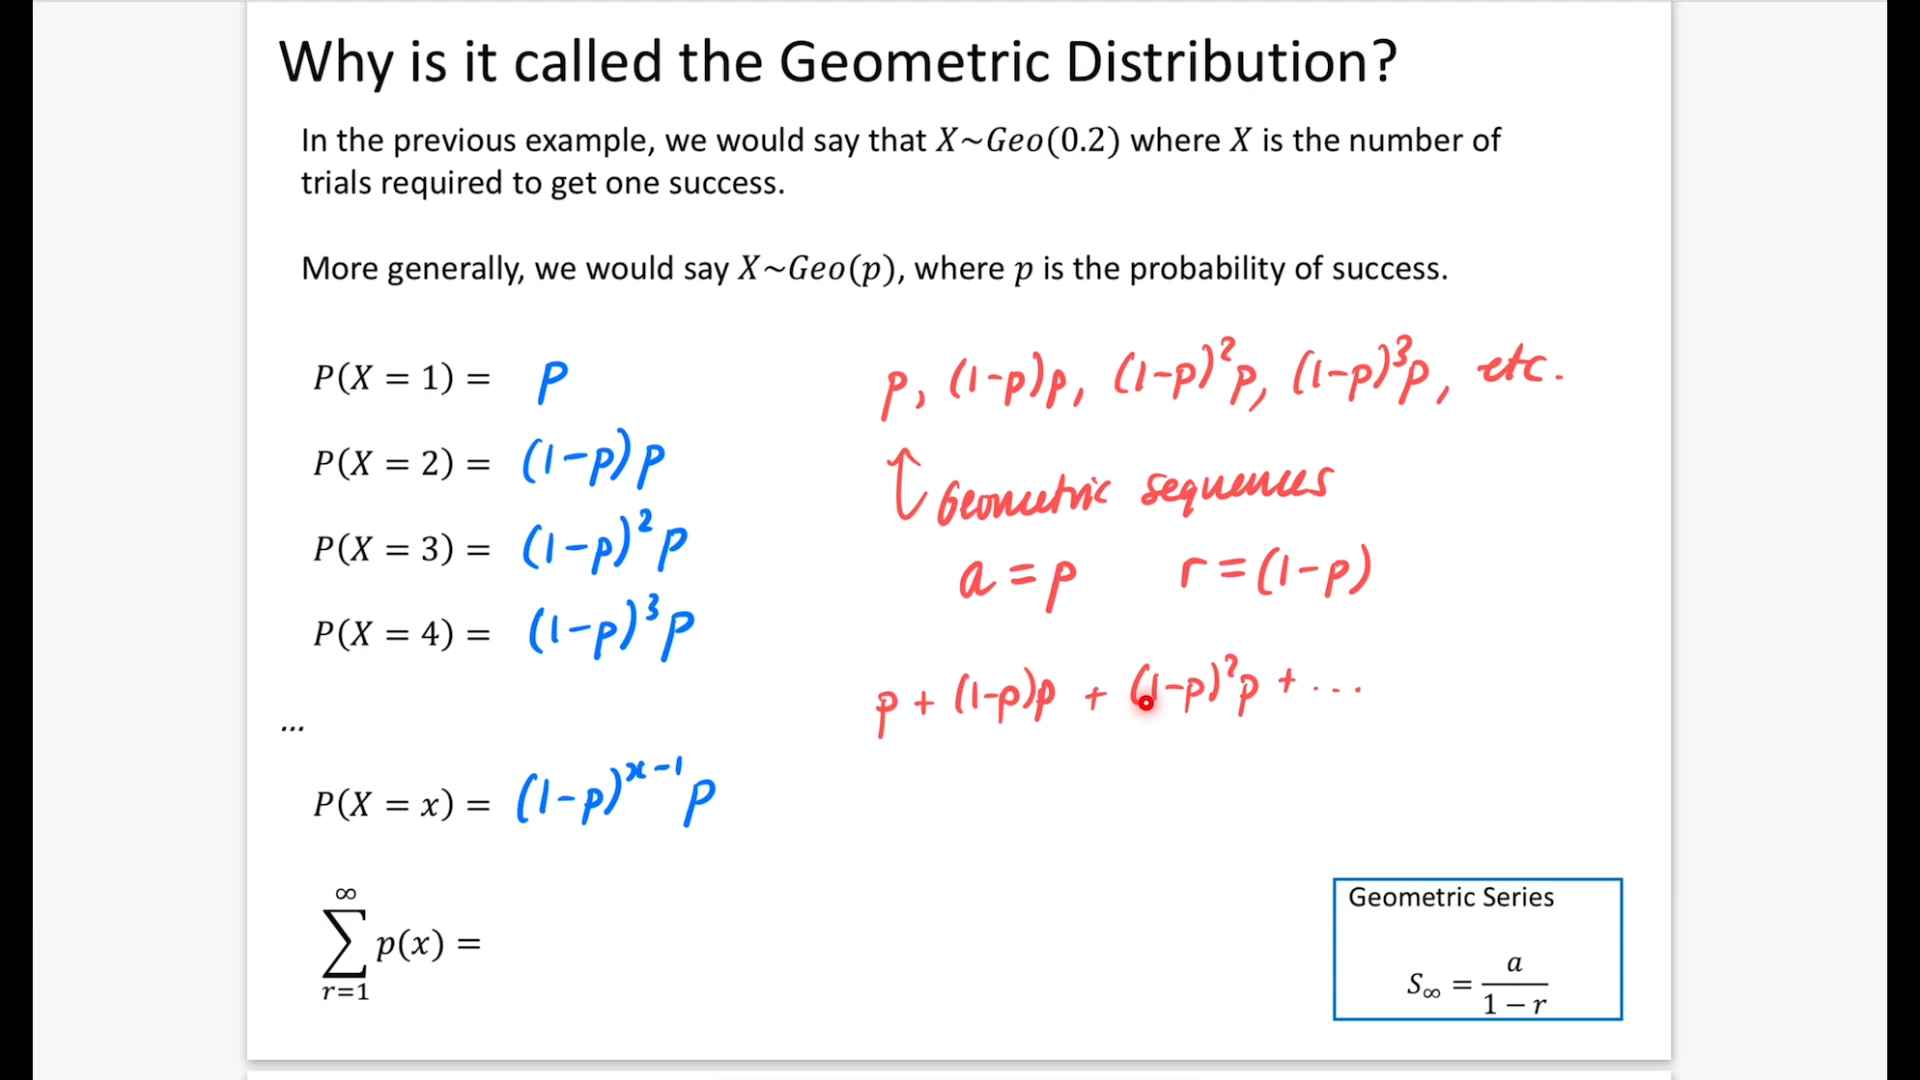 Why is it called the Geometric Distribution?
In the previous example, we would say that X~Geo(0.2) where X is the number of
trials required to get one success.
More generally, we would say X~Geo(p), where p is the probability of success.
P(X = 1) = p
P(X = 2) = (1-p)p
P(X = 3) = (1-p)²p
P(X = 4) = (1-p)³p
...
P(X = x) = (1-p)^(x-1) p
∞
∑ p(x) =
r=1
p, (1-p)p, (1-p)²p, (1-p)³p, etc.
↑ Geometric sequences
a = p r = (1-p)
p + (1-p)p + (1-p)²p + ...
Geometric Series
S∞ = a / (1 − r)